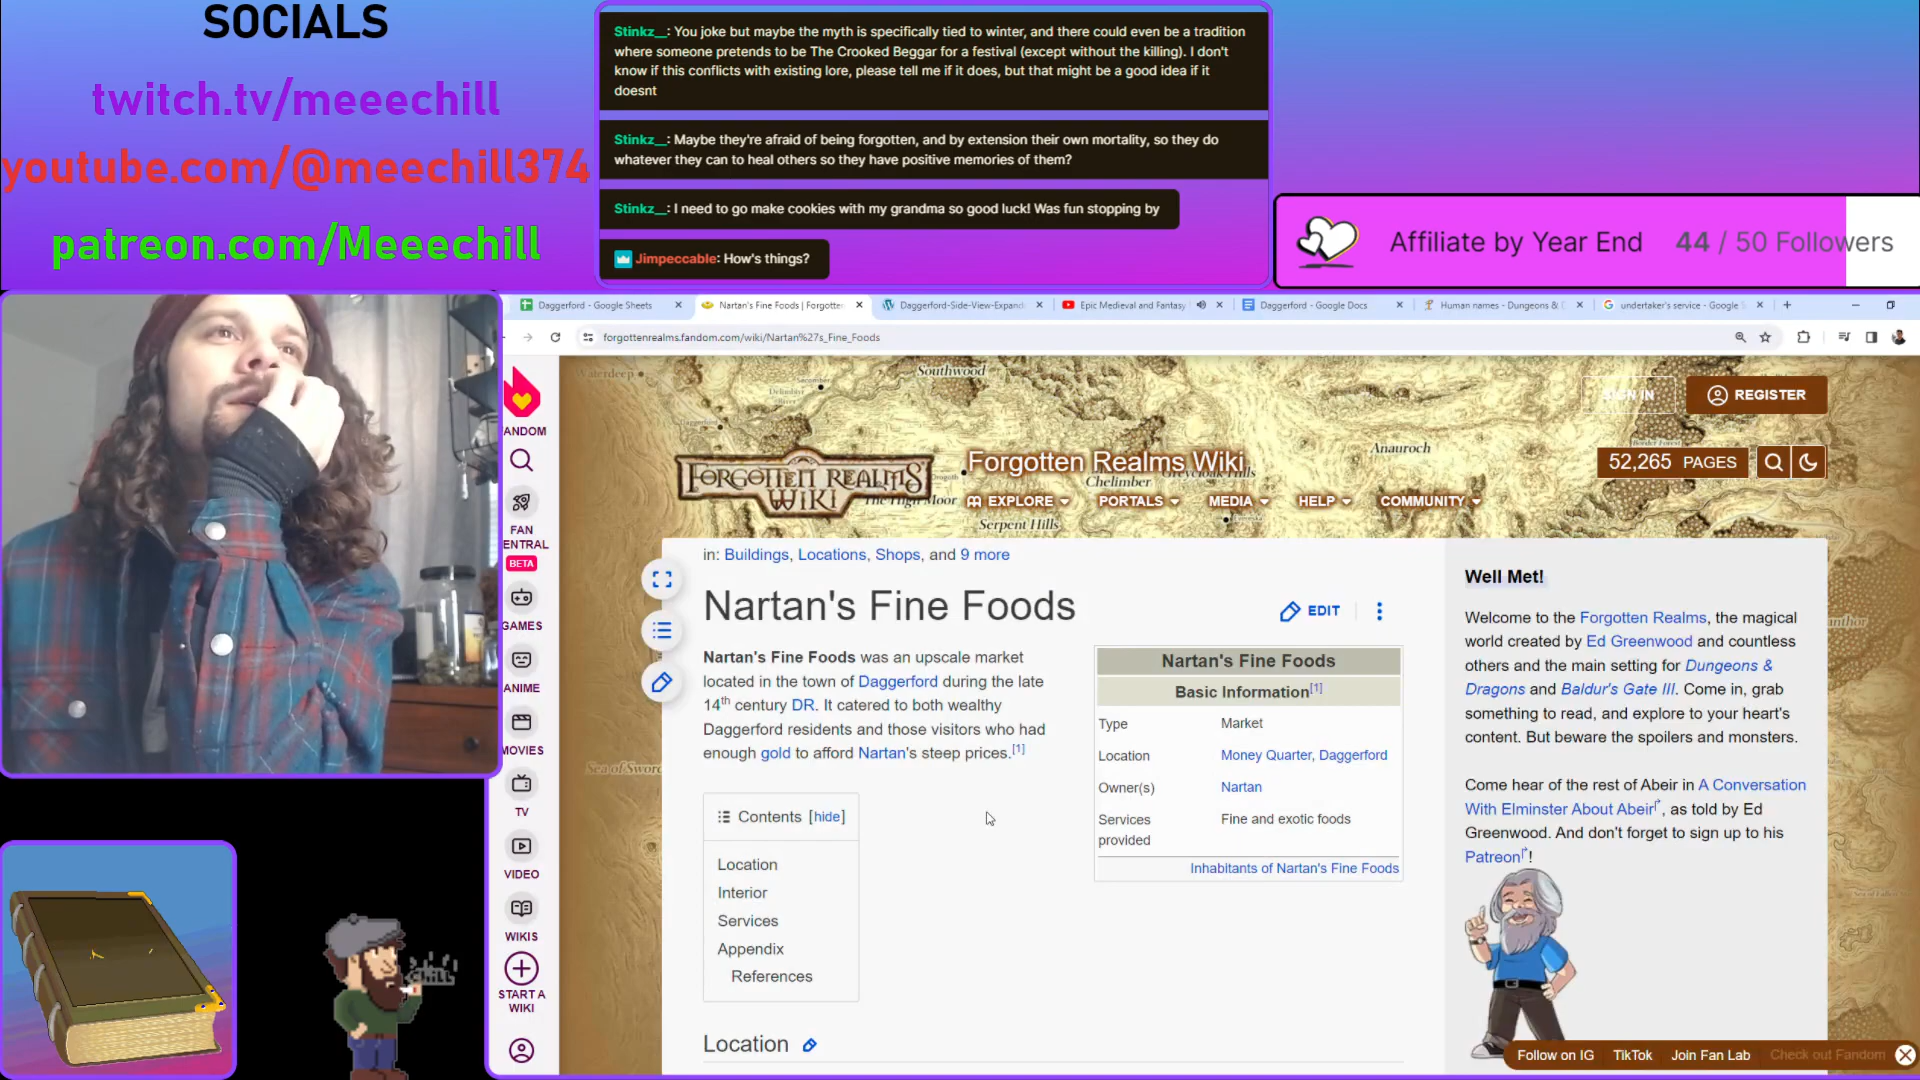 SOCIALS
twitch.tv/meeechill
youtube.com/@meechill374
patreon.com/Meeechill
Stinkz__: You joke but maybe the myth is specifically tied to winter, and there could even be a tradition
where someone pretends to be The Crooked Beggar for a festival (except without the killing). I don't
know if this conflicts with existing lore, please tell me if it does, but that might be a good idea if it
doesnt
Stinkz__: Maybe they're afraid of being forgotten, and by extension their own mortality, so they do
whatever they can to heal others so they have positive memories of them?
Stinkz__: I need to go make cookies with my grandma so good luck! Was fun stopping by
Jimpeccable: How's things?
Affiliate by Year End 44 / 50 Followers
Daggerford - Google Sheets
Nartan's Fine Foods | Forgotten
Daggerford-Side-View-Expand
Epic Medieval and Fantasy
Daggerford - Google Docs
Human names - Dungeons &
undertaker's service - Google
forgottenrealms.fandom.com/wiki/Nartan%27s_Fine_Foods
ANDOM
FAN
ENTRAL
BETA
GAMES
ANIME
MOVIES
TV
VIDEO
WIKIS
START A
WIKI
Southwood
Anauroch
Chelimber
The High Moor
Serpent Hills
SIGN IN
REGISTER
FORGOTTEN REALMS
WIKI
Forgotten Realms Wiki
52,265 PAGES
EXPLORE PORTALS MEDIA HELP COMMUNITY
in: Buildings, Locations, Shops, and 9 more
Nartan's Fine Foods
EDIT
Nartan's Fine Foods was an upscale market
located in the town of Daggerford during the late
14th century DR. It catered to both wealthy
Daggerford residents and those visitors who had
enough gold to afford Nartan's steep prices.[1]
Nartan's Fine Foods
Basic Information[1]
Type Market
Location Money Quarter, Daggerford
Owner(s) Nartan
Services provided Fine and exotic foods
Inhabitants of Nartan's Fine Foods
Contents [hide]
Location
Interior
Services
Appendix
References
Location
Well Met!
Welcome to the Forgotten Realms, the magical
world created by Ed Greenwood and countless
others and the main setting for Dungeons &
Dragons and Baldur's Gate III. Come in, grab
something to read, and explore to your heart's
content. But beware the spoilers and monsters.
Come hear of the rest of Abeir in A Conversation
With Elminster About Abeir, as told by Ed
Greenwood. And don't forget to sign up to his
Patreon!
Follow on IG TikTok Join Fan Lab Check out Fandom
CHILL